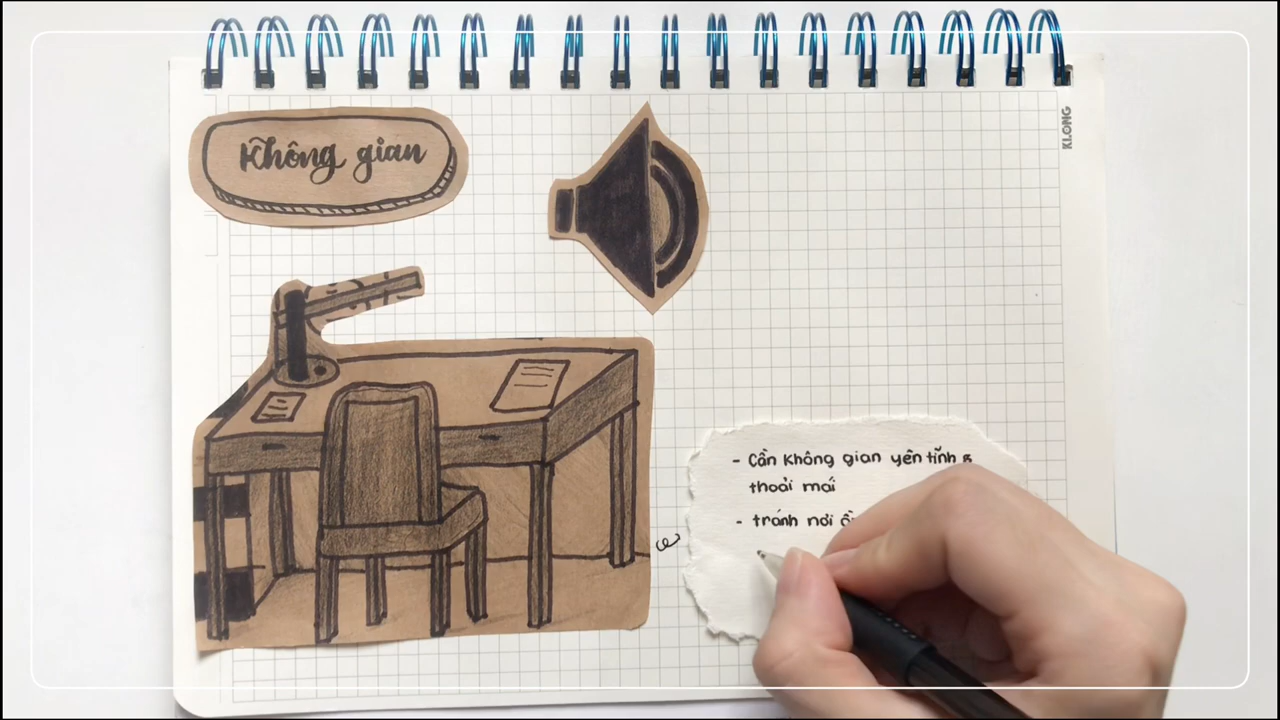 Không gian
KLONG
- Cần không gian yên tĩnh &
thoải mái
- tránh nơi ồ